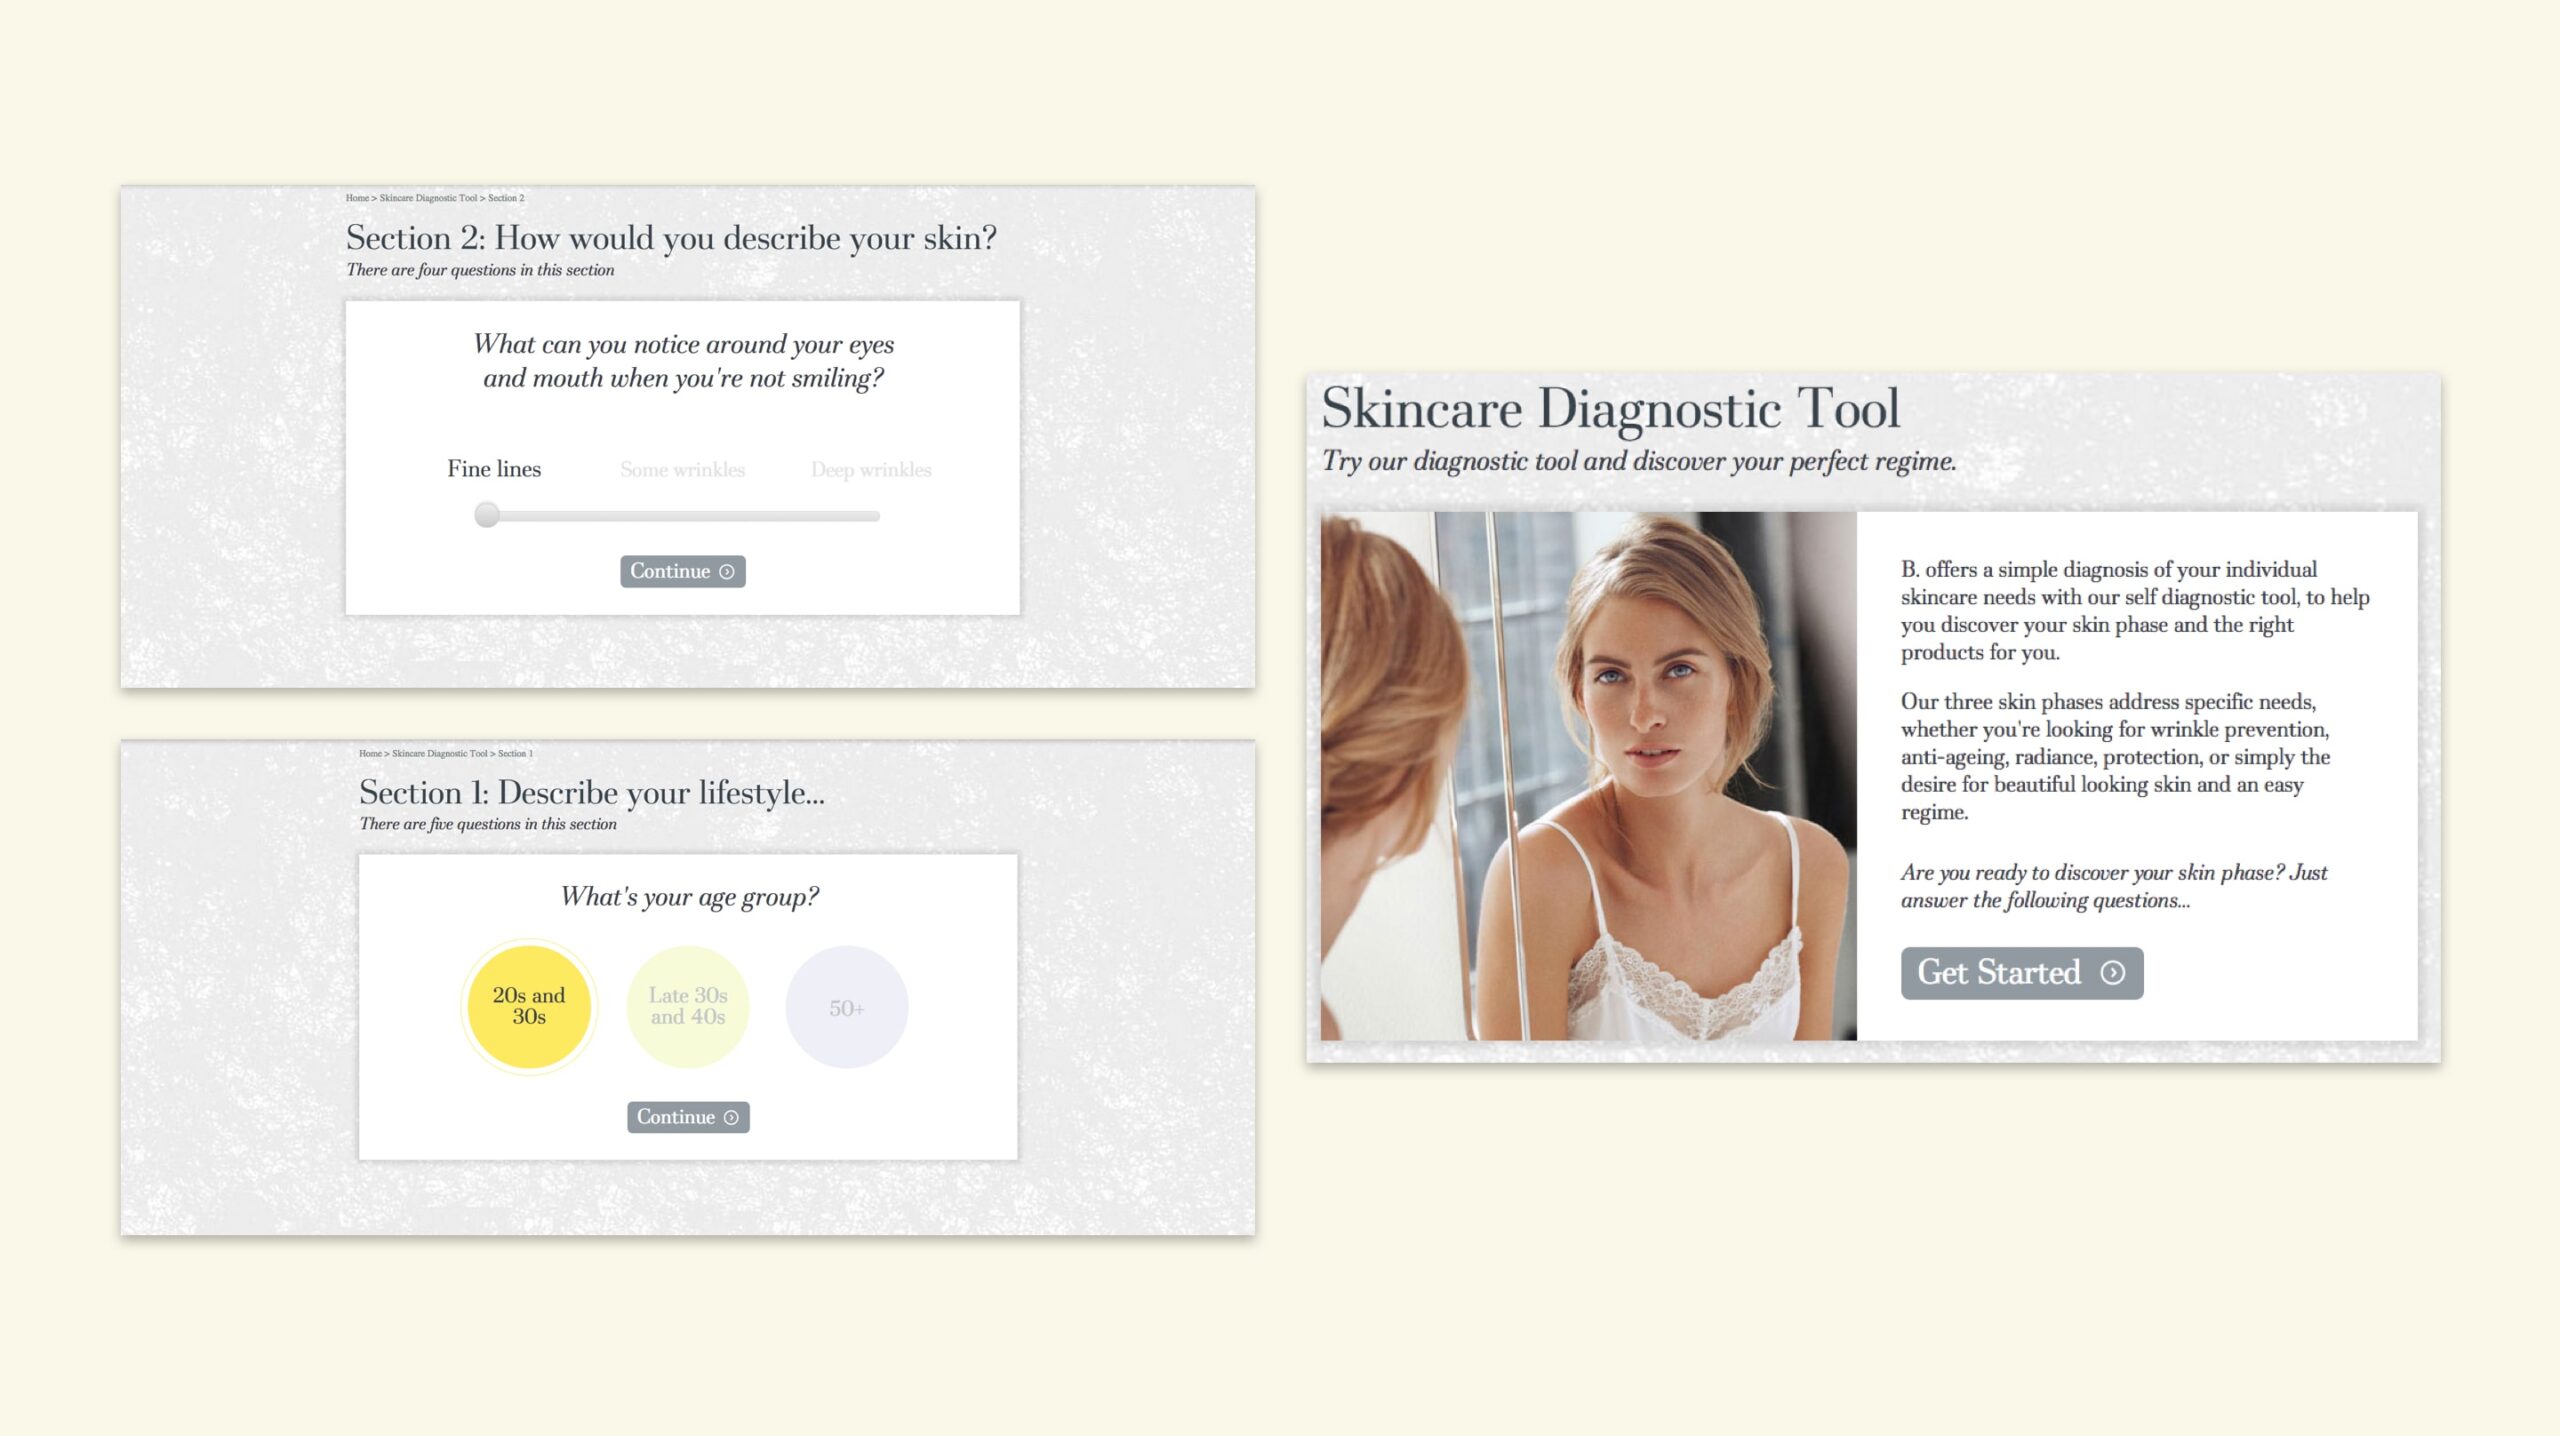 Home > Skincare Diagnostic Tool > Section 2
Section 2: How would you describe your skin?
There are four questions in this section
What can you notice around your eyes
and mouth when you're not smiling?
Fine lines
Some wrinkles
Deep wrinkles
Continue
Home > Skincare Diagnostic Tool > Section 1
Section 1: Describe your lifestyle...
There are five questions in this section
What's your age group?
20s and
30s
Late 30s
and 40s
50+
Continue
Skincare Diagnostic Tool
Try our diagnostic tool and discover your perfect regime.
B. offers a simple diagnosis of your individual
skincare needs with our self diagnostic tool, to help
you discover your skin phase and the right
products for you.
Our three skin phases address specific needs,
whether you're looking for wrinkle prevention,
anti-ageing, radiance, protection, or simply the
desire for beautiful looking skin and an easy
regime.
Are you ready to discover your skin phase? Just
answer the following questions...
Get Started